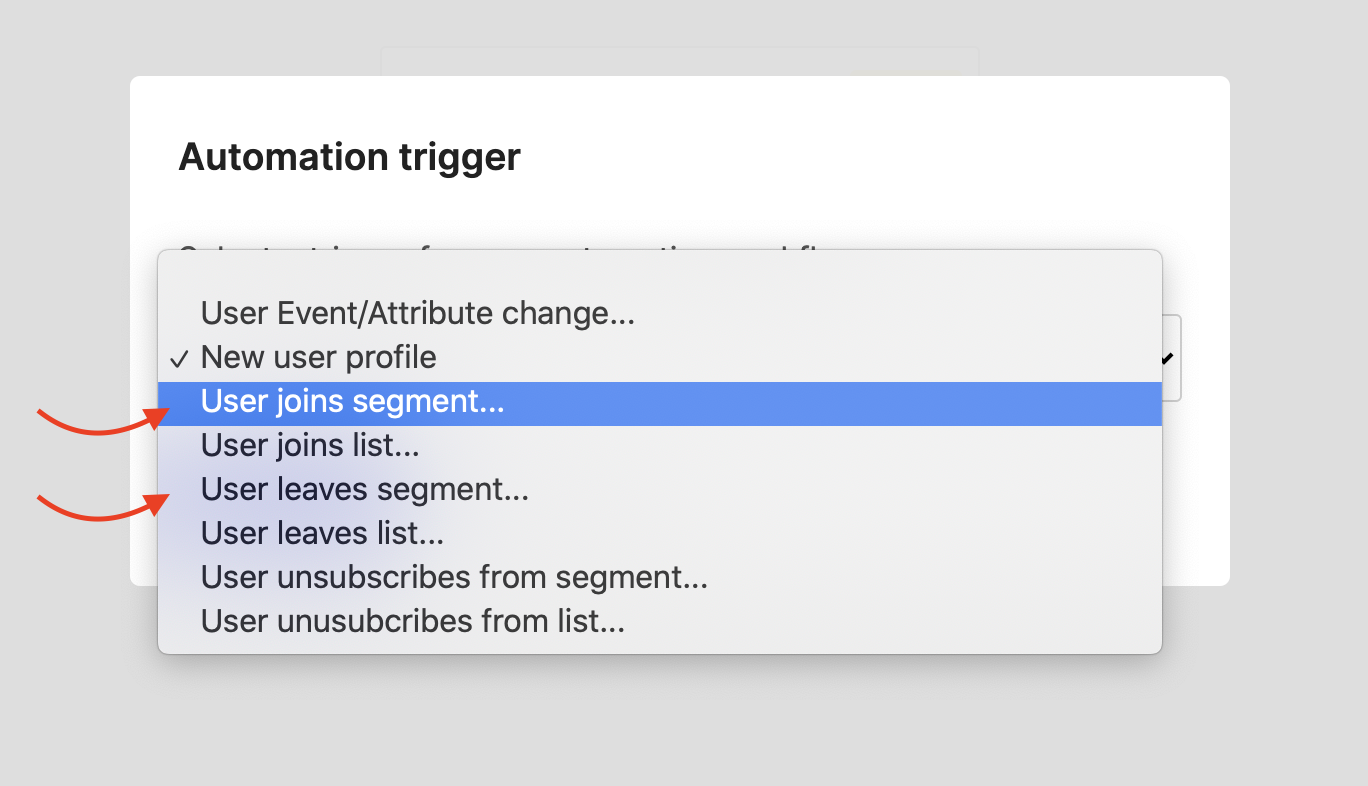 Automation trigger
User Event/Attribute change...
New user profile
User joins segment...
User joins list...
User leaves segment...
User leaves list...
User unsubscribes from segment...
User unusubcribes from list...